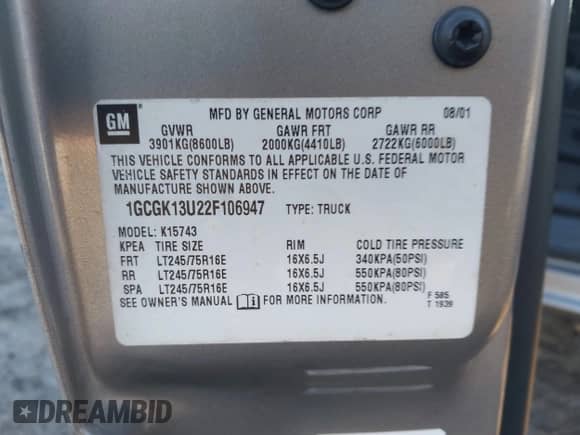 GM
MFD BY GENERAL MOTORS CORP 08/01
GVWR GAWR FRT GAWR RR
3901KG(8600LB) 2000KG(4410LB) 2722KG(6000LB)
THIS VEHICLE CONFORMS TO ALL APPLICABLE U.S. FEDERAL MOTOR
VEHICLE SAFETY STANDARDS IN EFFECT ON THE DATE OF
MANUFACTURE SHOWN ABOVE.
1GCGK13U22F106947 TYPE: TRUCK
MODEL: K15743
KPEA TIRE SIZE RIM COLD TIRE PRESSURE
FRT LT245/75R16E 16X6.5J 340KPA(50PSI)
RR LT245/75R16E 16X6.5J 550KPA(80PSI)
SPA LT245/75R16E 16X6.5J 550KPA(80PSI)
SEE OWNER'S MANUAL FOR MORE INFORMATION. F 585
T 1939
DREAMBID